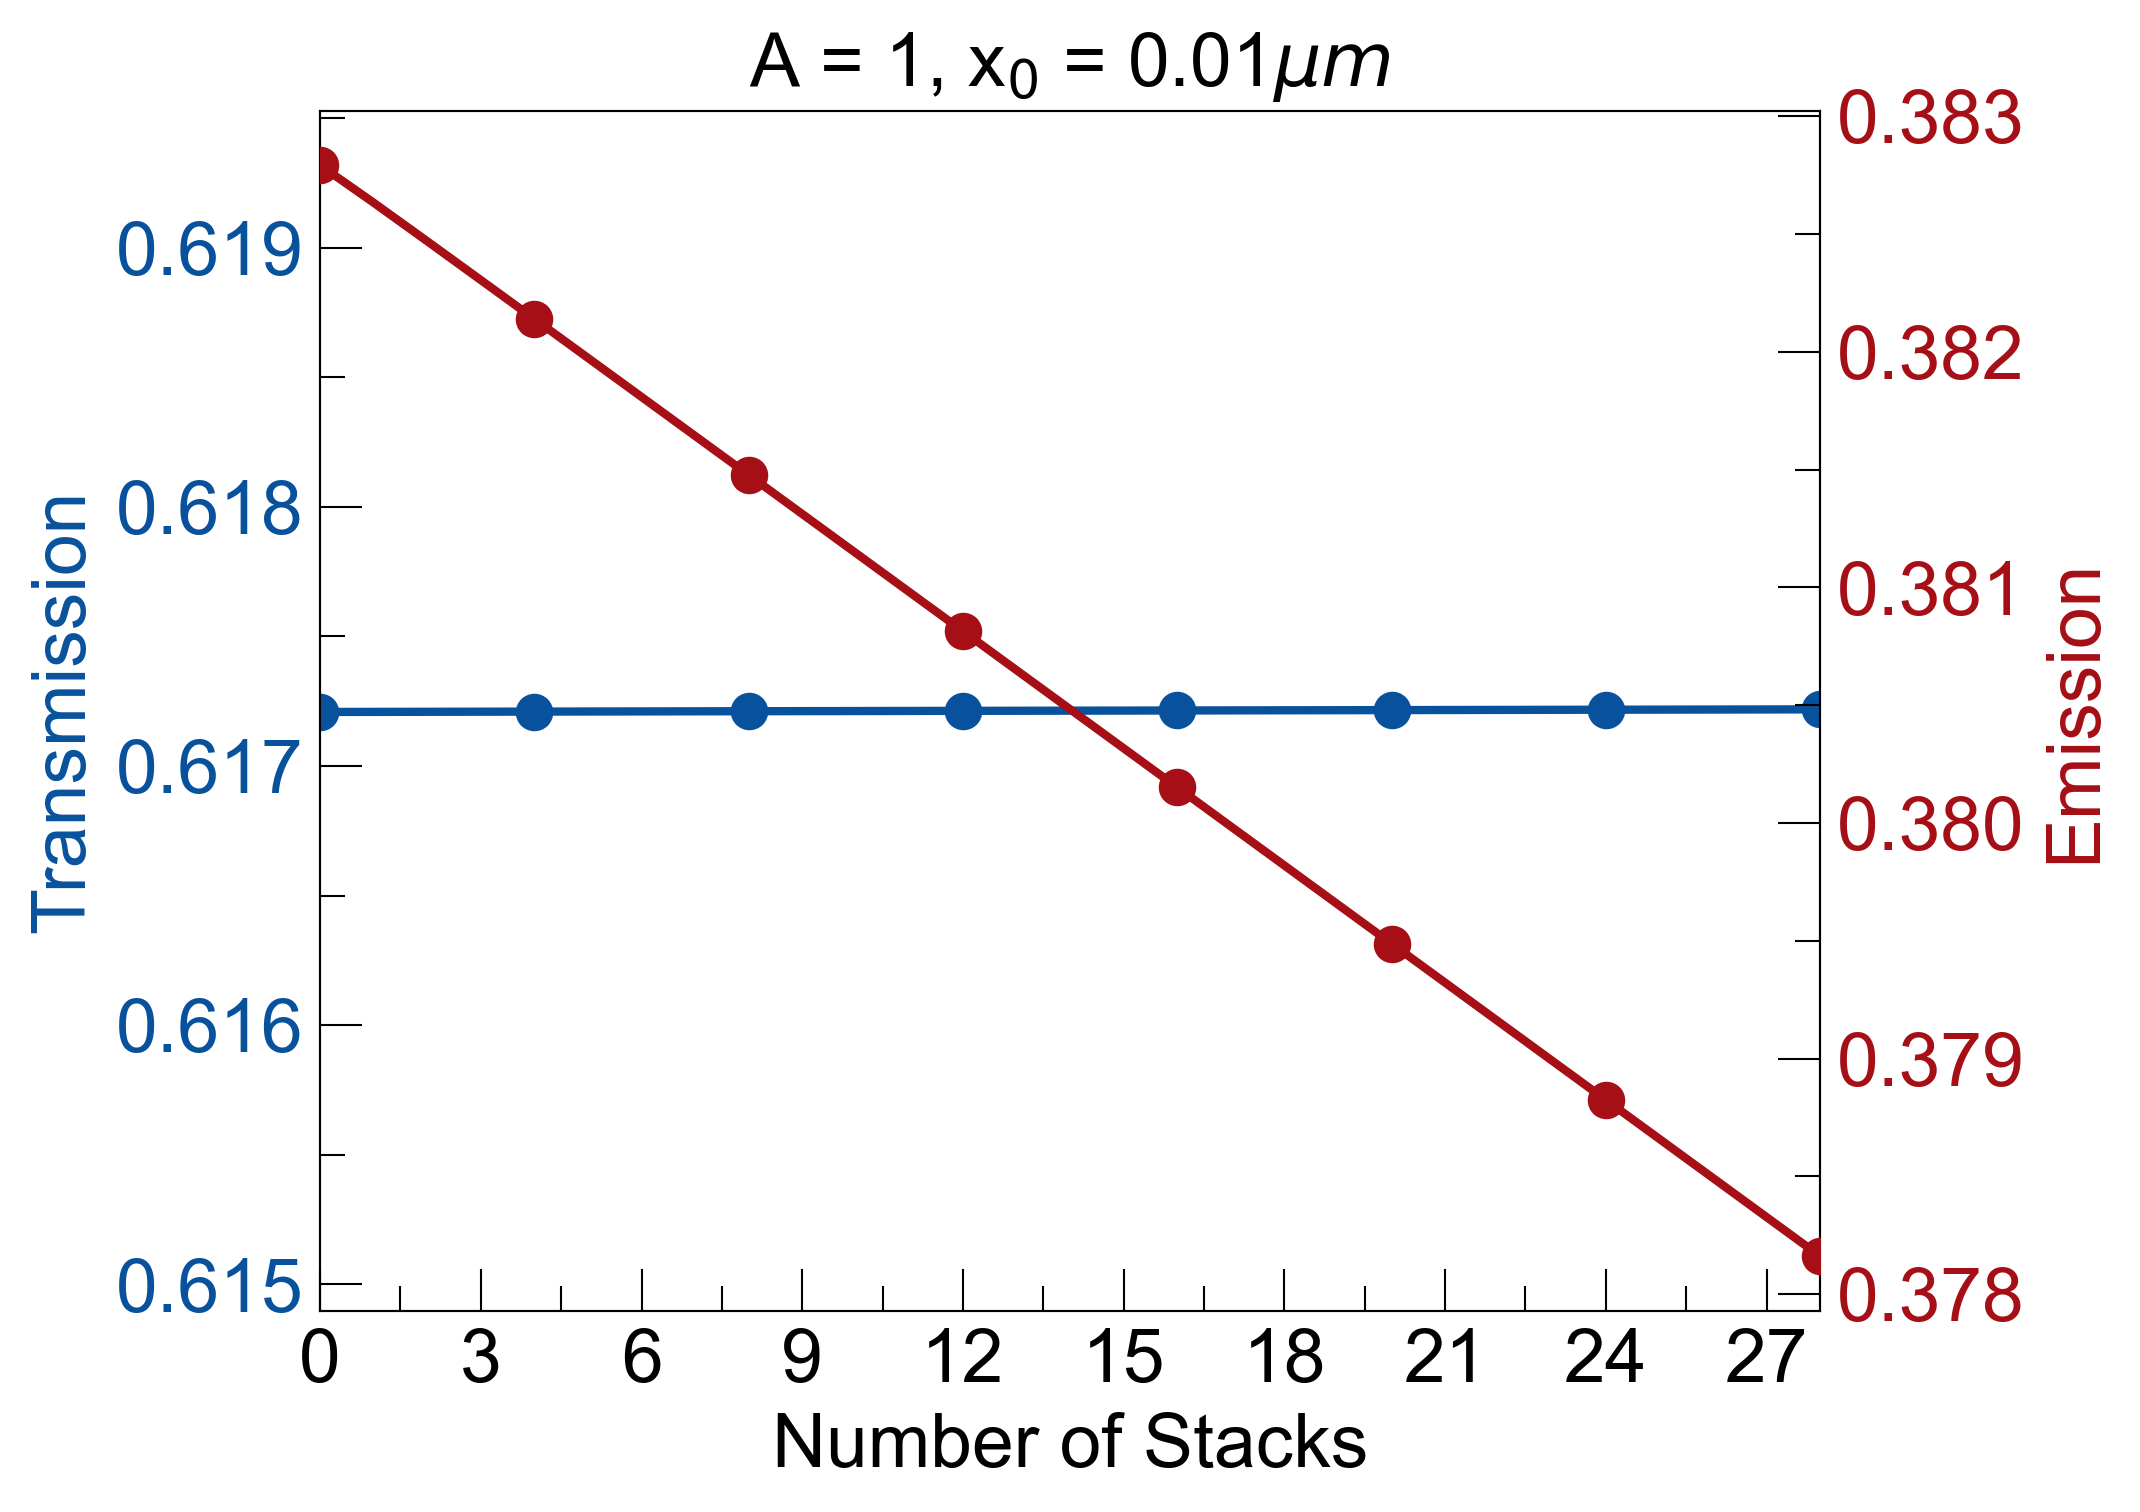 A = 1, x₀ = 0.01μm
Transmission
0.619
0.618
0.617
0.616
0.615
0.383
0.382
0.381
0.380
0.379
0.378
Emission
0 3 6 9 12 15 18 21 24 27
Number of Stacks